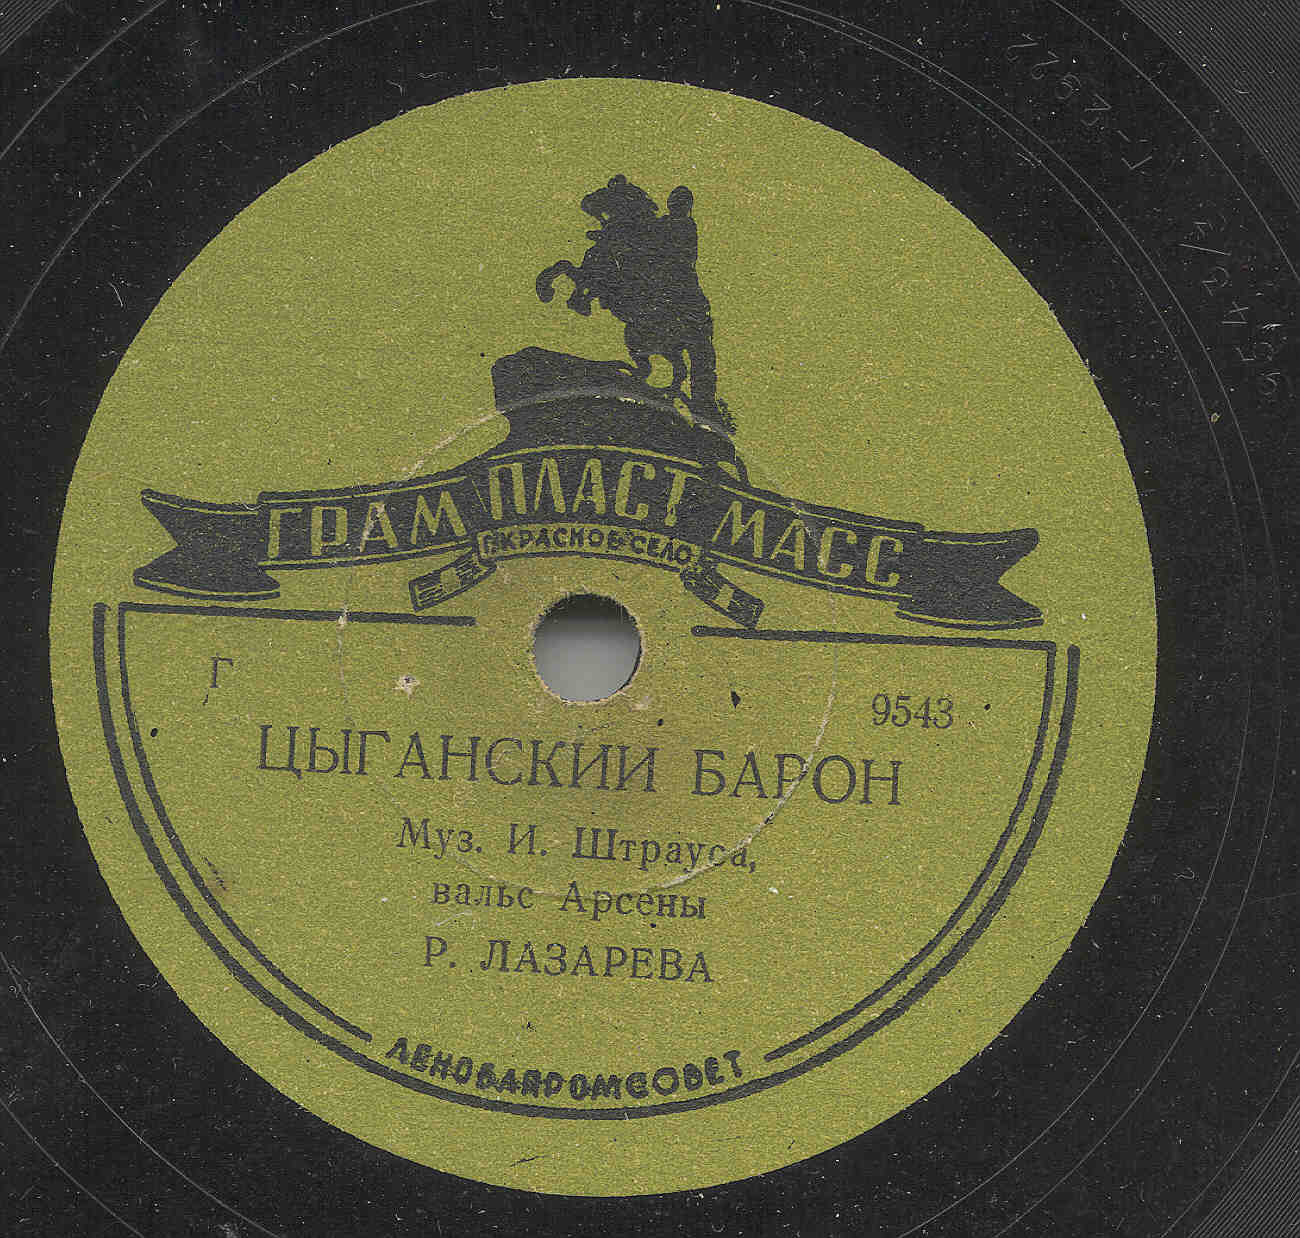 ГРАМ ПЛАСТ МАСС
Г. КРАСНОЕ-СЕЛО
Г
9543
ЦЫГАНСКИЙ БАРОН
Муз. И. Штрауса,
вальс Арсены
Р. ЛАЗАРЕВА
ЛЕНОБЛПРОМСОВЕТ